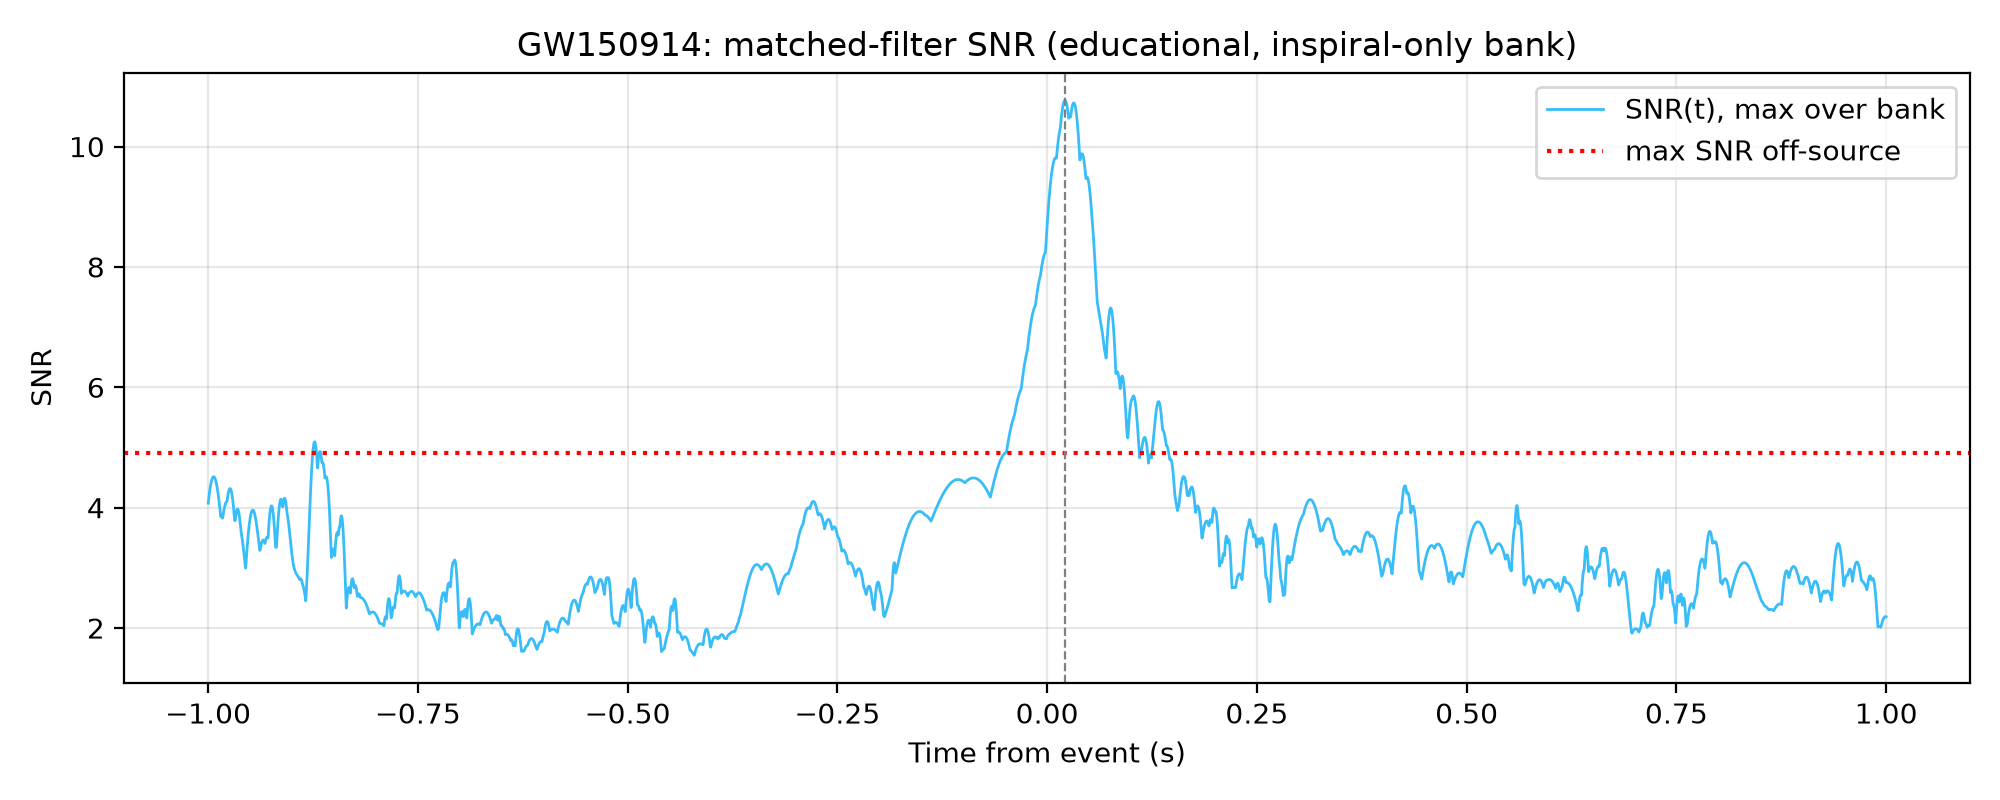 GW150914: matched-filter SNR (educational, inspiral-only bank)
SNR(t), max over bank
max SNR off-source
10
8
6
4
2
SNR
−1.00 −0.75 −0.50 −0.25 0.00 0.25 0.50 0.75 1.00
Time from event (s)